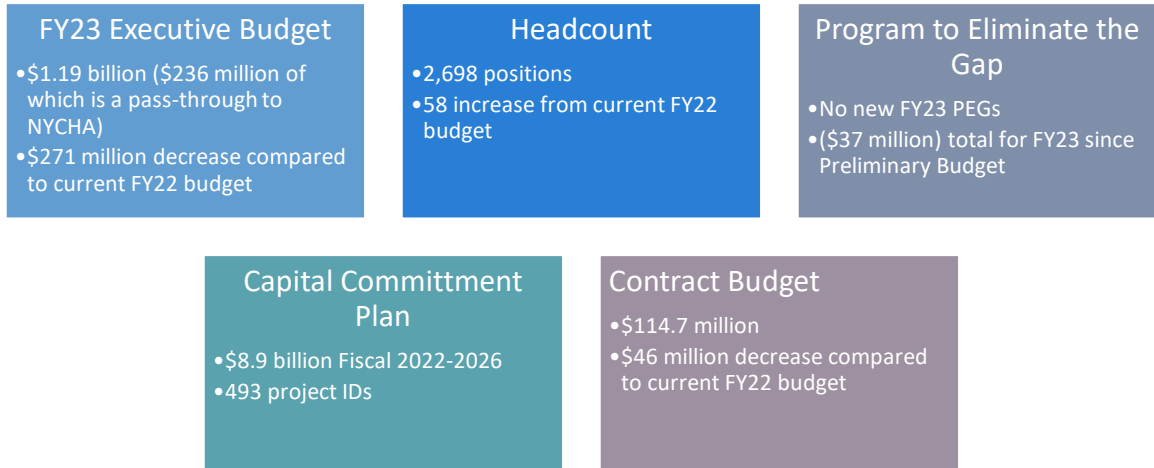 FY23 Executive Budget
•$1.19 billion ($236 million of
which is a pass-through to
NYCHA)
•$271 million decrease compared
to current FY22 budget
Headcount
•2,698 positions
•58 increase from current FY22
budget
Program to Eliminate the
Gap
•No new FY23 PEGs
•($37 million) total for FY23 since
Preliminary Budget
Capital Committment
Plan
•$8.9 billion Fiscal 2022-2026
•493 project IDs
Contract Budget
•$114.7 million
•$46 million decrease compared
to current FY22 budget